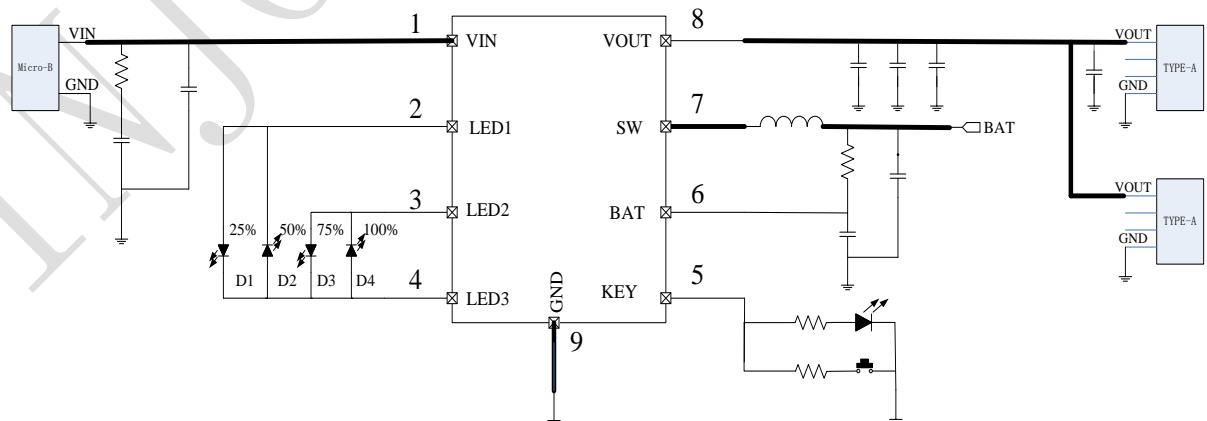 1
8
VIN
VIN
VOUT
VOUT
Micro-B
GND
TYPE-A
GND
2
7
LED1
SW
BAT
3
6
LED2
BAT
VOUT
25%
50%
75%
100%
TYPE-A
GND
D1
D2
D3
D4
4
5
LED3
GND
KEY
9
INJO